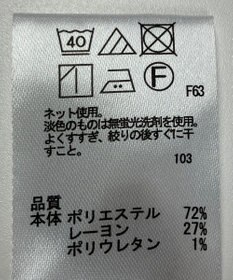 40
F
F63
ネット使用。
淡色のものは無蛍光洗剤を使用。
よくすすぎ、絞りの後すぐに干
すこと。
103
品質
本体 ポリエステル 72%
レーヨン 27%
ポリウレタン 1%